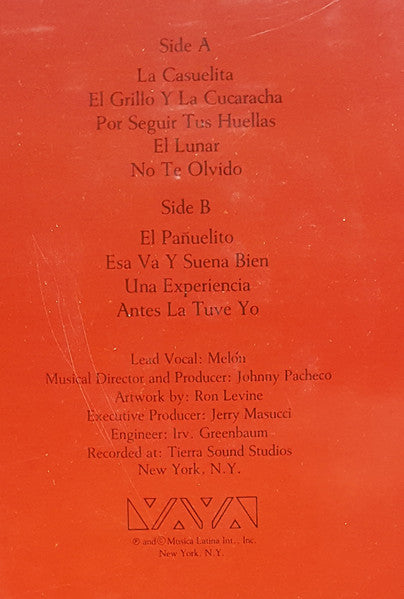 Side A
La Casuelita
El Grillo Y La Cucaracha
Por Seguir Tus Huellas
El Lunar
No Te Olvido
Side B
El Pañuelito
Esa Va Y Suena Bien
Una Experiencia
Antes La Tuve Yo
Lead Vocal: Melón
Musical Director and Producer: Johnny Pacheco
Artwork by: Ron Levine
Executive Producer: Jerry Masucci
Engineer: Irv. Greenbaum
Recorded at: Tierra Sound Studios
New York, N.Y.
VAYA
℗ and © Musica Latina Int., Inc.
New York, N.Y.